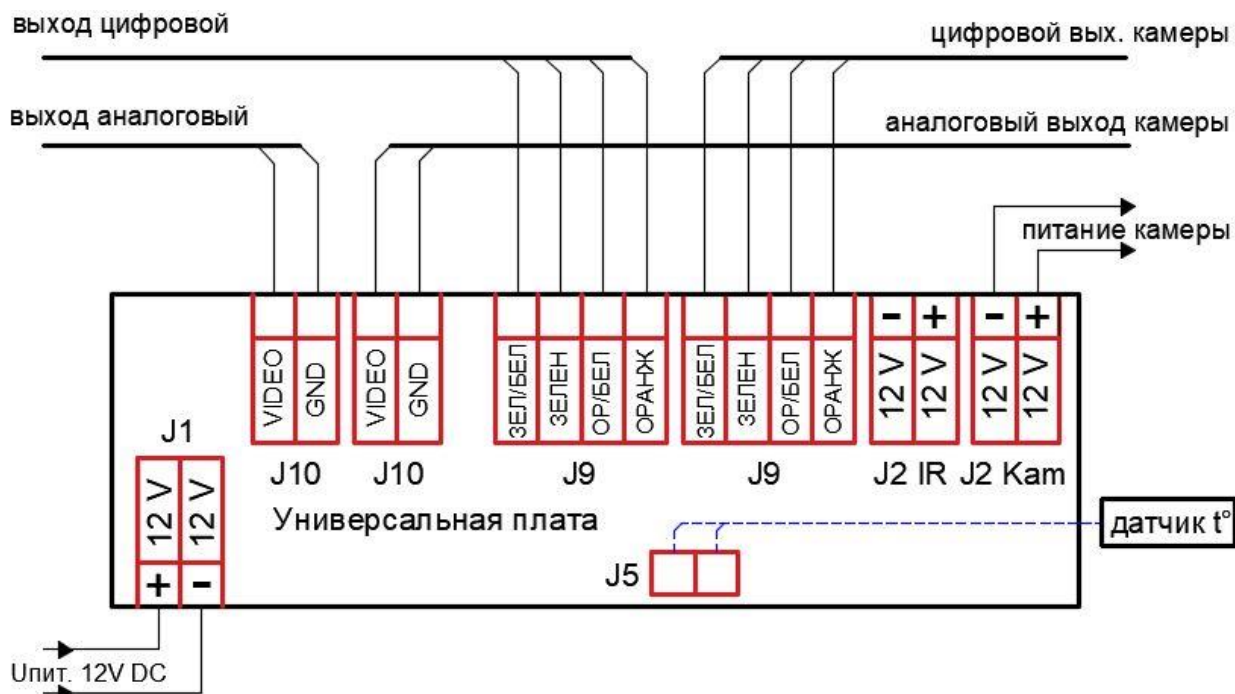 выход цифровой
цифровой вых. камеры
выход аналоговый
аналоговый выход камеры
питание камеры
- + - +
VIDEO GND VIDEO GND ЗЕЛ/БЕЛ ЗЕЛЕН ОР/БЕЛ ОРАНЖ ЗЕЛ/БЕЛ ЗЕЛЕН ОР/БЕЛ ОРАНЖ 12 V 12 V 12 V 12 V
J1
J10 J10 J9 J9 J2 IR J2 Kam
12 V 12 V
Универсальная плата
датчик t°
J5
+ -
Uпит. 12V DC